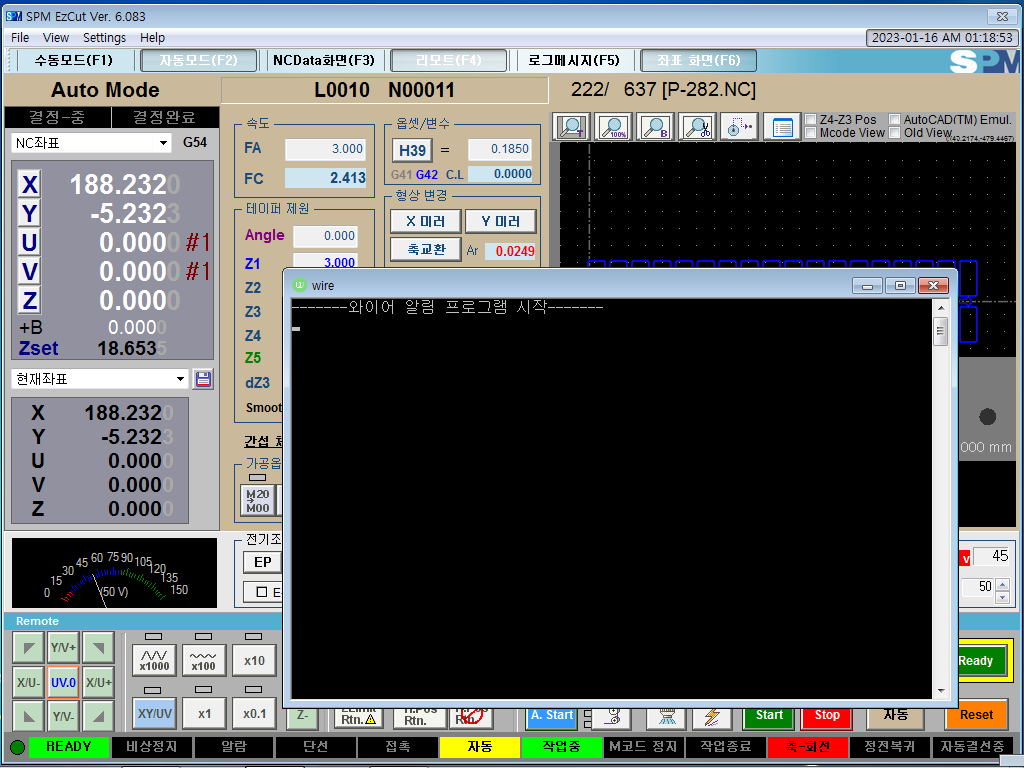 SPM EzCut Ver. 6.083
File View Settings Help
2023-01-16 AM 01:18:53
수동모드(F1) 자동모드(F2) NCData화면(F3) 리모트(F4) 로그메시지(F5) 좌표 화면(F6)
SPM
Auto Mode L0010 N00011 222/ 637 [P-282.NC]
결정-중 결정완료
NC좌표 G54
X 188.2320
Y -5.2323
U 0.0000 #1
V 0.0000 #1
Z 0.0000
+B 0.0000
Zset 18.6535
현재좌표
X 188.2320
Y -5.2323
U 0.0000
V 0.0000
Z 0.0000
속도
FA 3.000
FC 2.413
테이퍼 제원
Angle 0.000
Z1 3.000
Z2
Z3
Z4
Z5
dZ3
Smoot
간섭
가공옵
M20
M00
옵셋/변수
H39 = 0.1850
G41 G42 C.L 0.0000
형상 변경
X 미러 Y 미러
축교환 Ar 0.0249
T 100% B
Z4-Z3 Pos AutoCAD(TM) Emul.
Mcode View Old View
wire
-------와이어 알림 프로그램 시작-------
000 mm
0 15 30 45 60 75 90 105 120 135 150
(50 V)
전기조
EP
E
V 45
50
Remote
Y/V+
X/U- UV.0 X/U+
Y/V-
x1000 x100 x10
XY/UV x1 x0.1
Z-
Rtn. Rtn. Rtn.
A. Start
Ready
Start Stop 자동 Reset
READY 비상정지 알람 단선 접촉 자동 작업중 M코드 정지 작업종료 축-회전 정전복귀 자동결선중